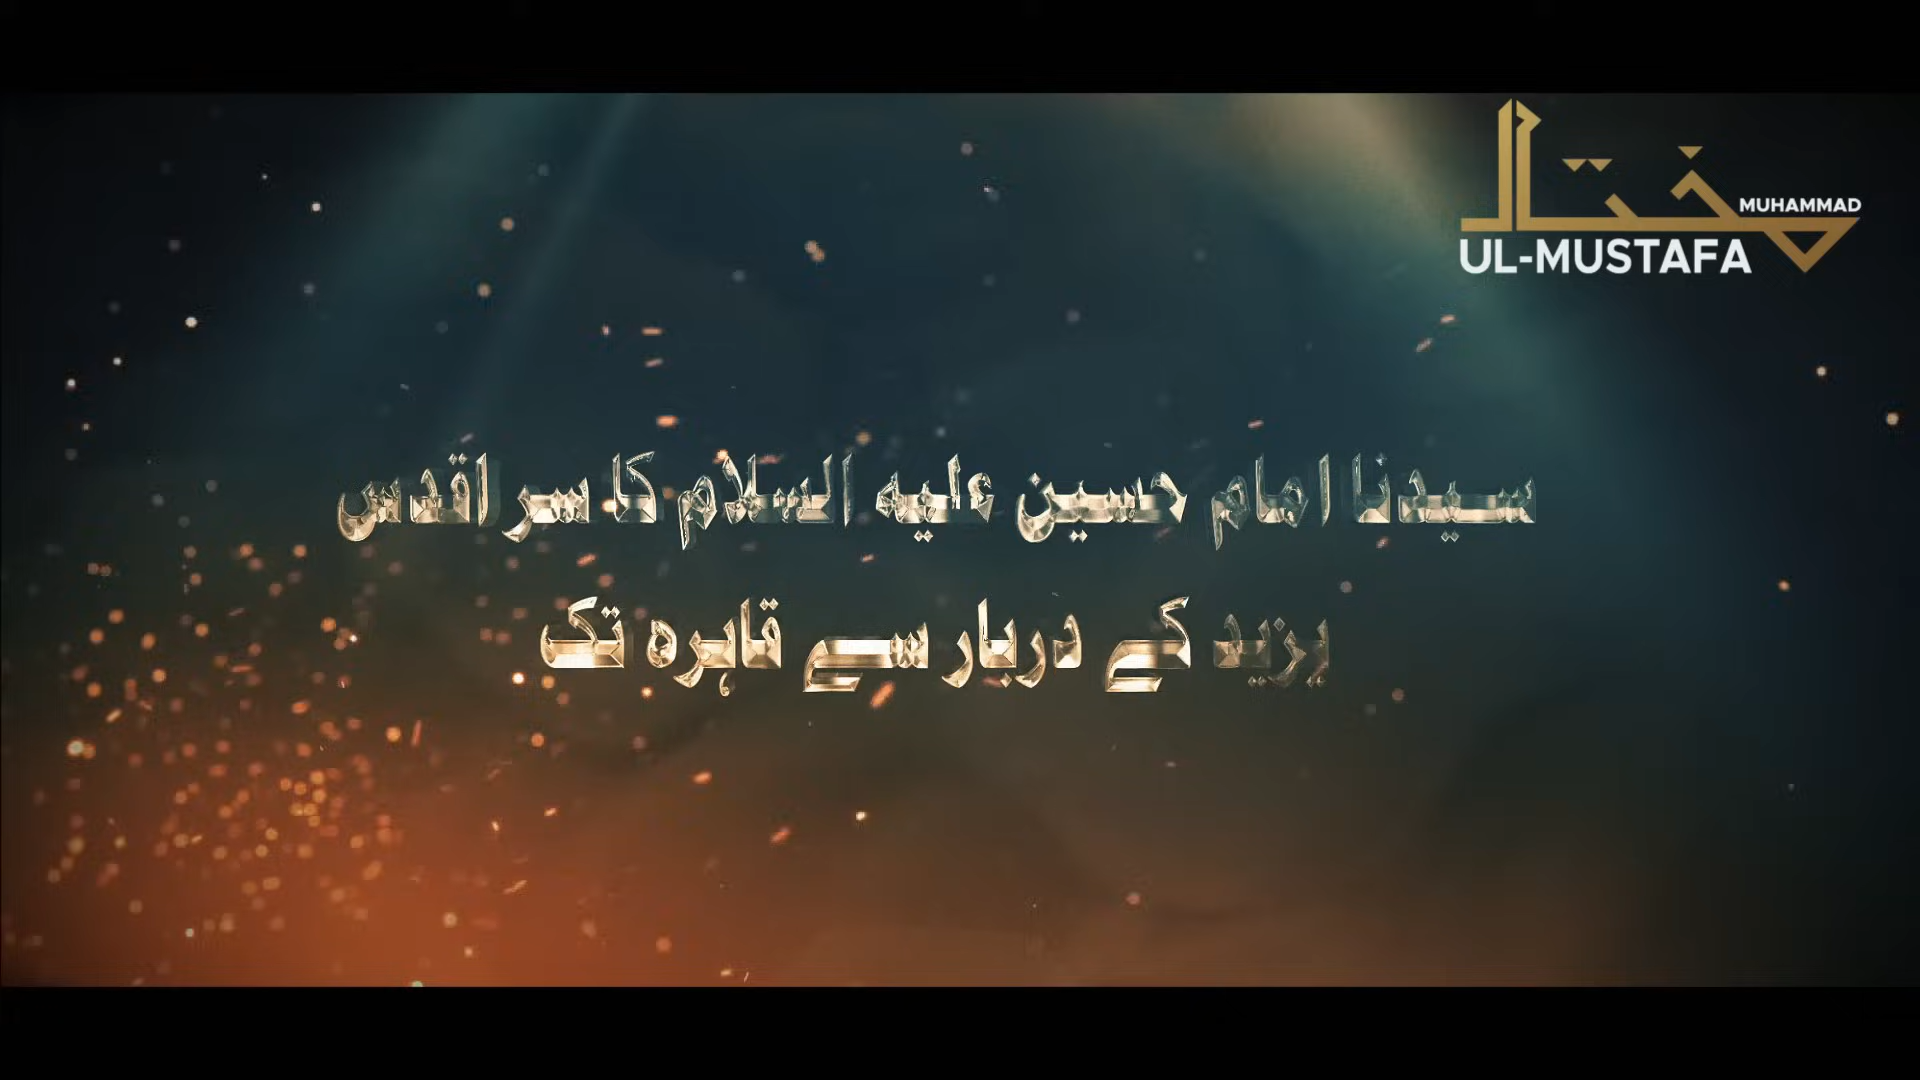 مختار
MUHAMMAD
UL-MUSTAFA
سیدنا امام حسین علیہ السلام کا سر اقدس
یزید کے دربار سے قاہرہ تک